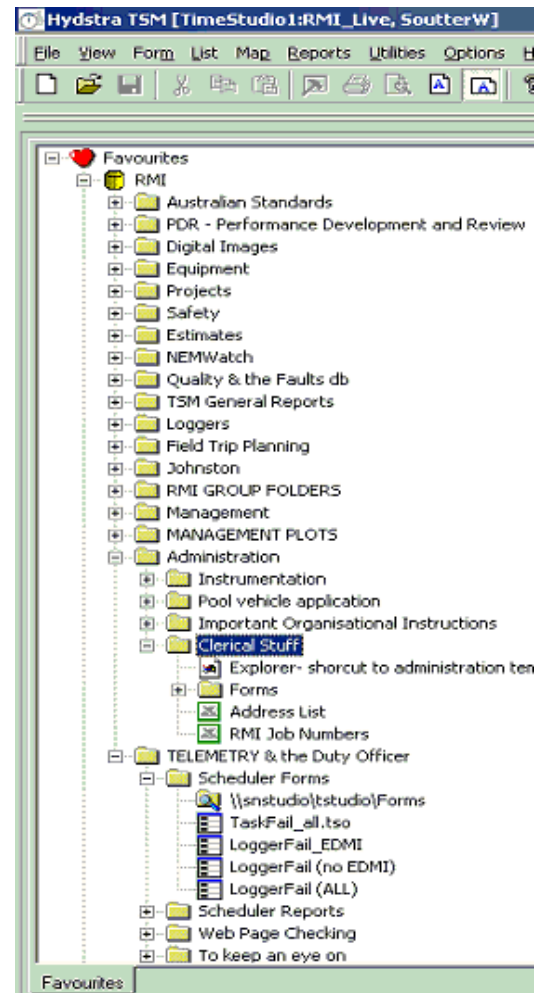 Hydstra TSM [TimeStudio1:RMI_Live, SoutterW]
File View Form List Map Reports Utilities Options
Favourites
RMI
Australian Standards
PDR - Performance Development and Review
Digital Images
Equipment
Projects
Safety
Estimates
NEMWatch
Quality & the Faults db
TSM General Reports
Loggers
Field Trip Planning
Johnston
RMI GROUP FOLDERS
Management
MANAGEMENT PLOTS
Administration
Instrumentation
Pool vehicle application
Important Organisational Instructions
Clerical Stuff
Explorer- shorcut to administration
Forms
Address List
RMI Job Numbers
TELEMETRY & the Duty Officer
Scheduler Forms
\\snstudio\tstudio\Forms
TaskFail_all.tso
LoggerFail_EDMI
LoggerFail (no EDMI)
LoggerFail (ALL)
Scheduler Reports
Web Page Checking
To keep an eye on
Favourites